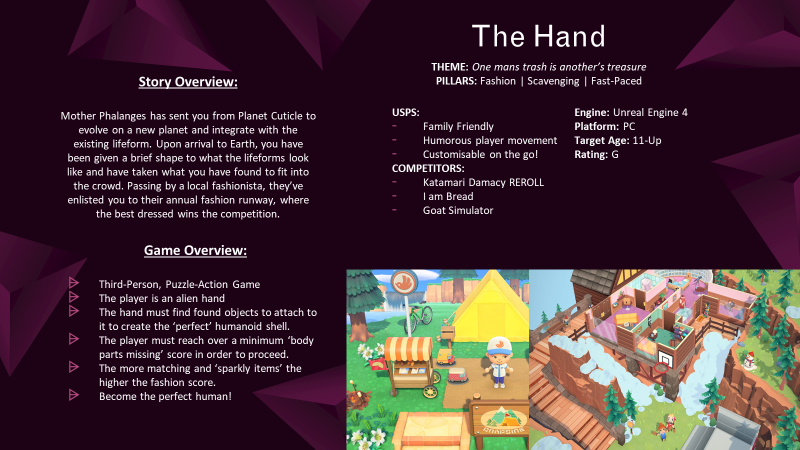 The Hand
THEME: One mans trash is another's treasure
PILLARS: Fashion | Scavenging | Fast-Paced
Story Overview:
Mother Phalanges has sent you from Planet Cuticle to
evolve on a new planet and integrate with the
existing lifeform. Upon arrival to Earth, you have
been given a brief shape to what the lifeforms look
like and have taken what you have found to fit into
the crowd. Passing by a local fashionista, they've
enlisted you to their annual fashion runway, where
the best dressed wins the competition.
Game Overview:
Third-Person, Puzzle-Action Game
The player is an alien hand
The hand must find found objects to attach to
it to create the 'perfect' humanoid shell.
The player must reach over a minimum 'body
parts missing' score in order to proceed.
The more matching and 'sparkly items' the
higher the fashion score.
Become the perfect human!
USPS:
- Family Friendly
- Humorous player movement
- Customisable on the go!
COMPETITORS:
- Katamari Damacy REROLL
- I am Bread
- Goat Simulator
Engine: Unreal Engine 4
Platform: PC
Target Age: 11-Up
Rating: G